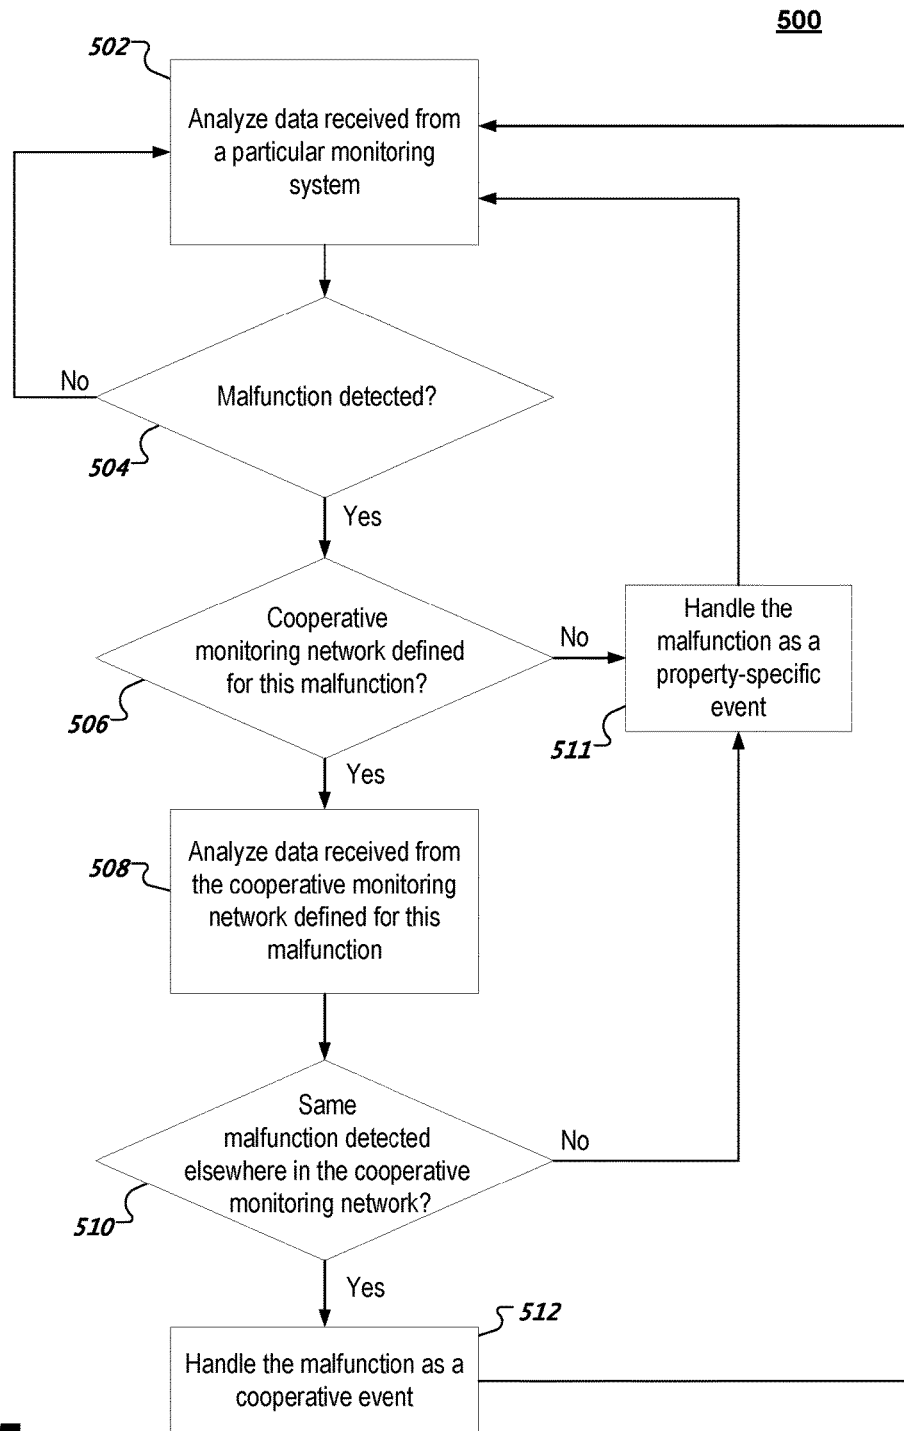 500
502
Analyze data received from
a particular monitoring
system
No
Malfunction detected?
504
Yes
Cooperative
monitoring network defined
for this malfunction?
No
506
Handle the
malfunction as a
property-specific
event
511
Yes
508
Analyze data received from
the cooperative monitoring
network defined for this
malfunction
Same
malfunction detected
elsewhere in the cooperative
monitoring network?
No
510
Yes
512
Handle the malfunction as a
cooperative event